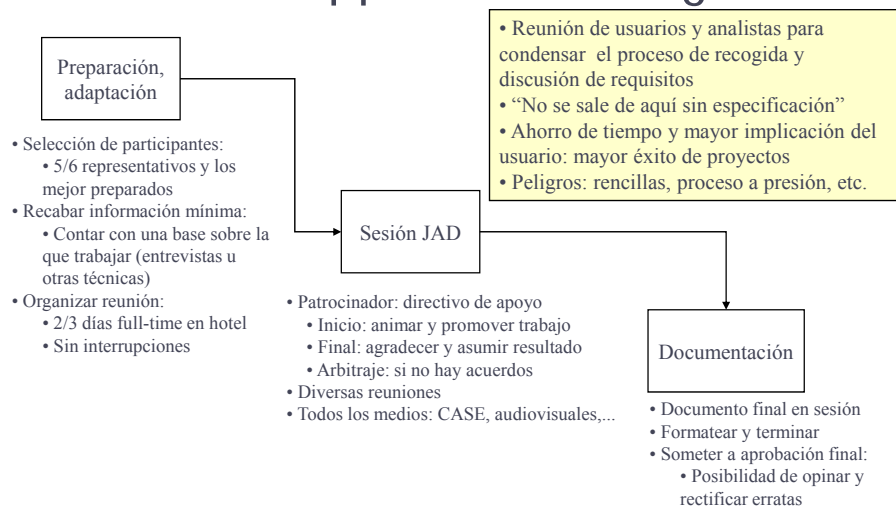 Preparación,
adaptación
• Selección de participantes:
• 5/6 representativos y los
mejor preparados
• Recabar información mínima:
• Contar con una base sobre la
que trabajar (entrevistas u
otras técnicas)
• Organizar reunión:
• 2/3 días full-time en hotel
• Sin interrupciones
• Reunión de usuarios y analistas para
condensar el proceso de recogida y
discusión de requisitos
• “No se sale de aquí sin especificación”
• Ahorro de tiempo y mayor implicación del
usuario: mayor éxito de proyectos
• Peligros: rencillas, proceso a presión, etc.
Sesión JAD
• Patrocinador: directivo de apoyo
• Inicio: animar y promover trabajo
• Final: agradecer y asumir resultado
• Arbitraje: si no hay acuerdos
• Diversas reuniones
• Todos los medios: CASE, audiovisuales,...
Documentación
• Documento final en sesión
• Formatear y terminar
• Someter a aprobación final:
• Posibilidad de opinar y
rectificar erratas